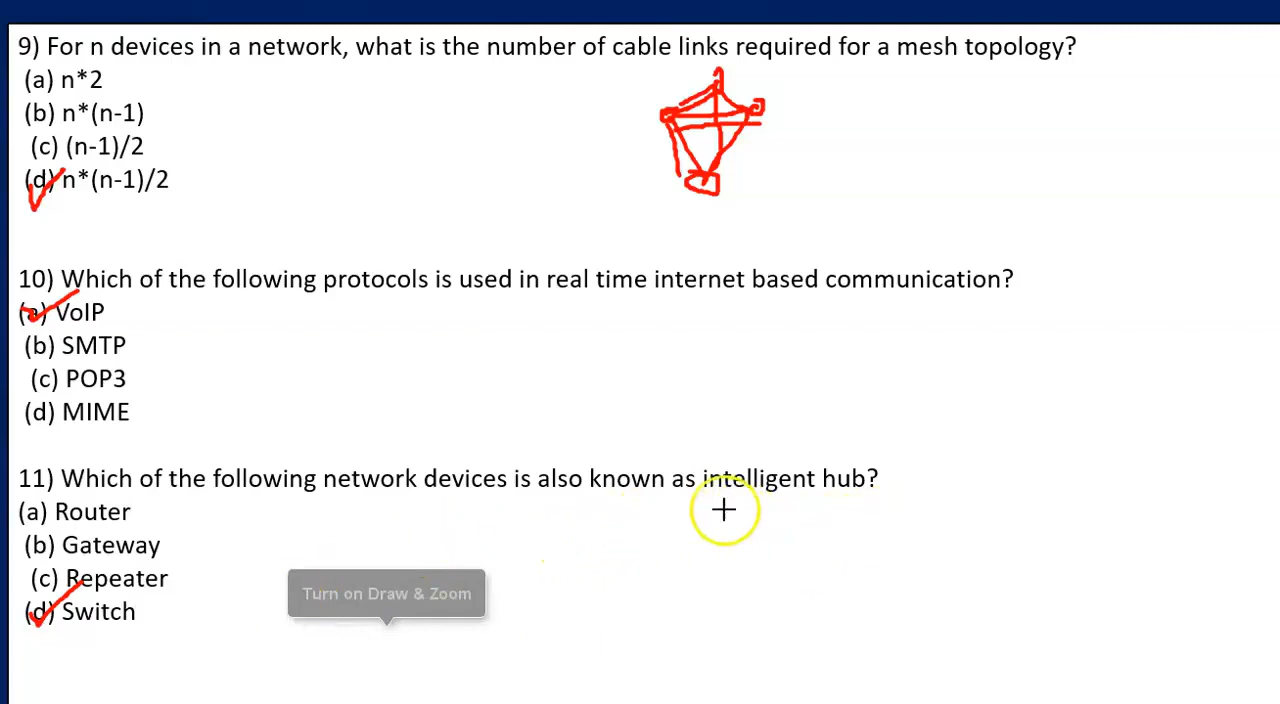 9) For n devices in a network, what is the number of cable links required for a mesh topology?
(a) n*2
(b) n*(n-1)
(c) (n-1)/2
(d) n*(n-1)/2
10) Which of the following protocols is used in real time internet based communication?
(a) VoIP
(b) SMTP
(c) POP3
(d) MIME
11) Which of the following network devices is also known as intelligent hub?
(a) Router
(b) Gateway
(c) Repeater
(d) Switch
Turn on Draw & Zoom